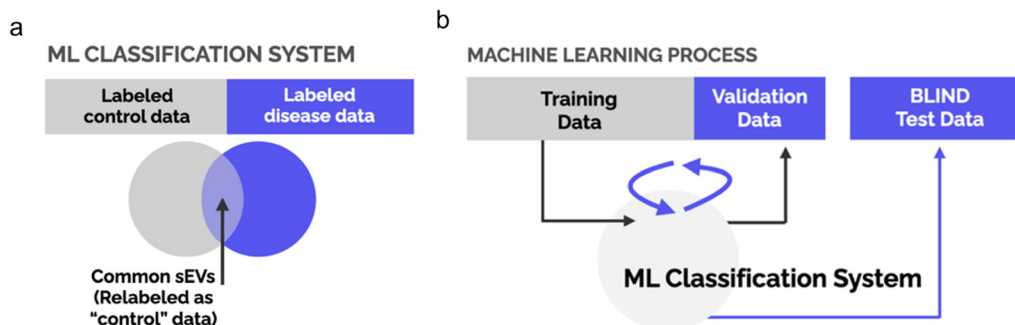 a
ML CLASSIFICATION SYSTEM
Labeled
control data
Labeled
disease data
Common sEVs
(Relabeled as
“control” data)
b
MACHINE LEARNING PROCESS
Training
Data
Validation
Data
BLIND
Test Data
ML Classification System